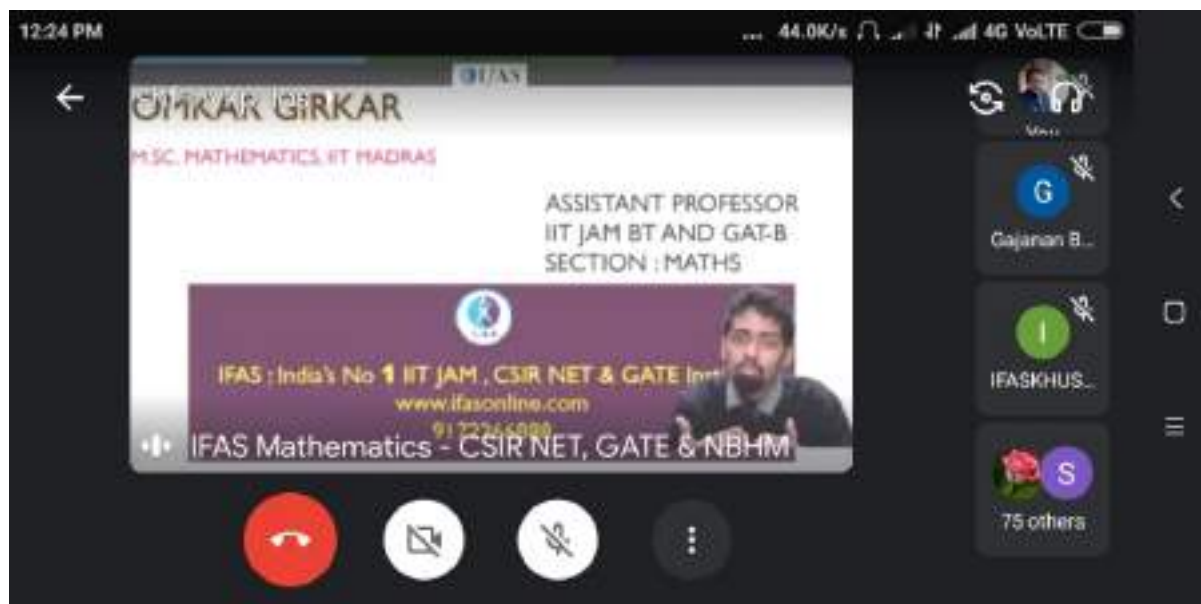 12:24 PM
... 44.0K/s 4G VoLTE
IFAS
OMKAR GIRKAR
M.SC. MATHEMATICS, IIT MADRAS
ASSISTANT PROFESSOR
IIT JAM BT AND GAT-B
SECTION : MATHS
IFAS : India's No 1 IIT JAM , CSIR NET & GATE
www.ifasonline.com
IFAS Mathematics - CSIR NET, GATE & NBHM
You
G
Gajanan B...
I
IFASKHUS...
S
75 others